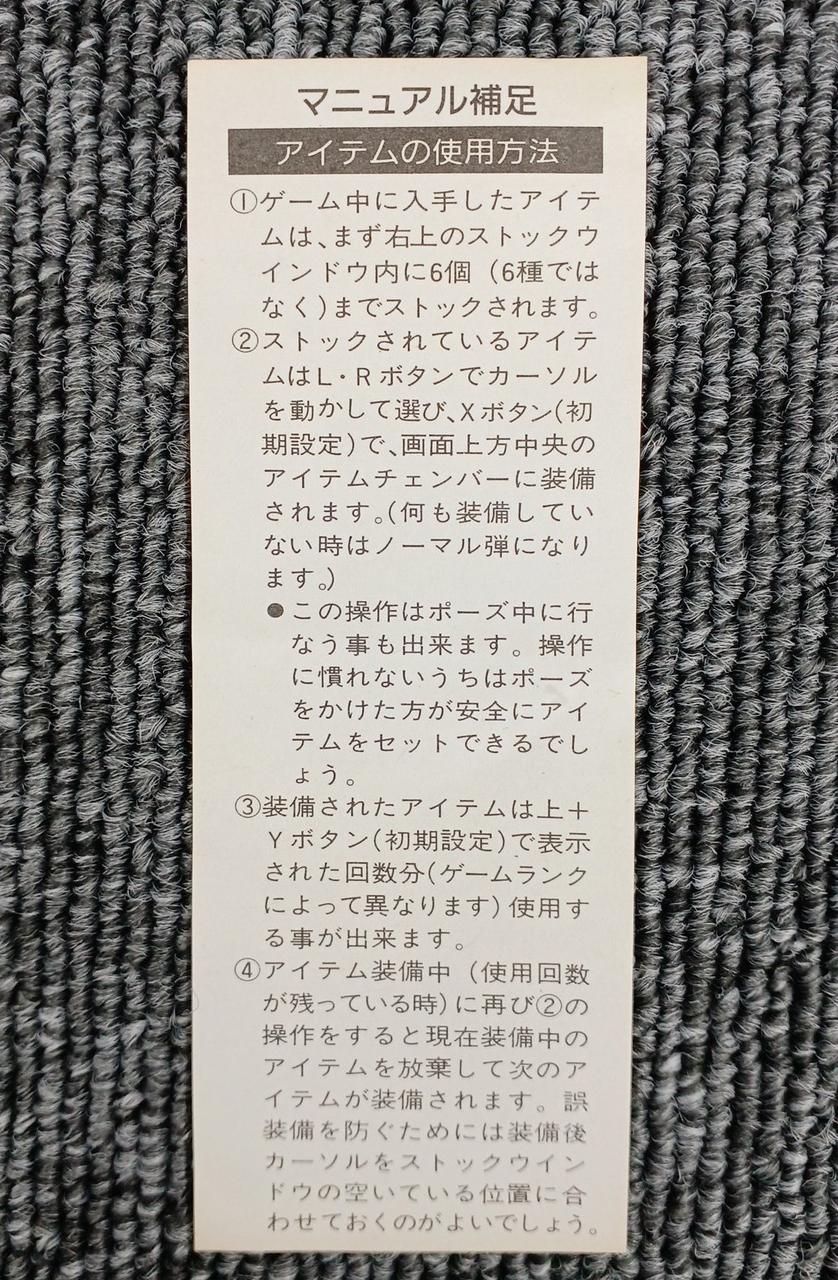 マニュアル補足
アイテムの使用方法
①ゲーム中に入手したアイテ
ムは、まず右上のストックウ
インドウ内に6個（6種では
なく）までストックされます。
②ストックされているアイテ
ムはL・Rボタンでカーソル
を動かして選び、Xボタン(初
期設定)で、画面上方中央の
アイテムチェンバーに装備
されます。(何も装備してい
ない時はノーマル弾になり
ます。)
●この操作はポーズ中に行
なう事も出来ます。操作
に慣れないうちはポーズ
をかけた方が安全にアイ
テムをセットできるでし
ょう。
③装備されたアイテムは上＋
Yボタン(初期設定)で表示
された回数分(ゲームランク
によって異なります)使用す
る事が出来ます。
④アイテム装備中（使用回数
が残っている時)に再び②の
操作をすると現在装備中の
アイテムを放棄して次のア
イテムが装備されます。誤
装備を防ぐためには装備後
カーソルをストックウイン
ドウの空いている位置に合
わせておくのがよいでしょう。